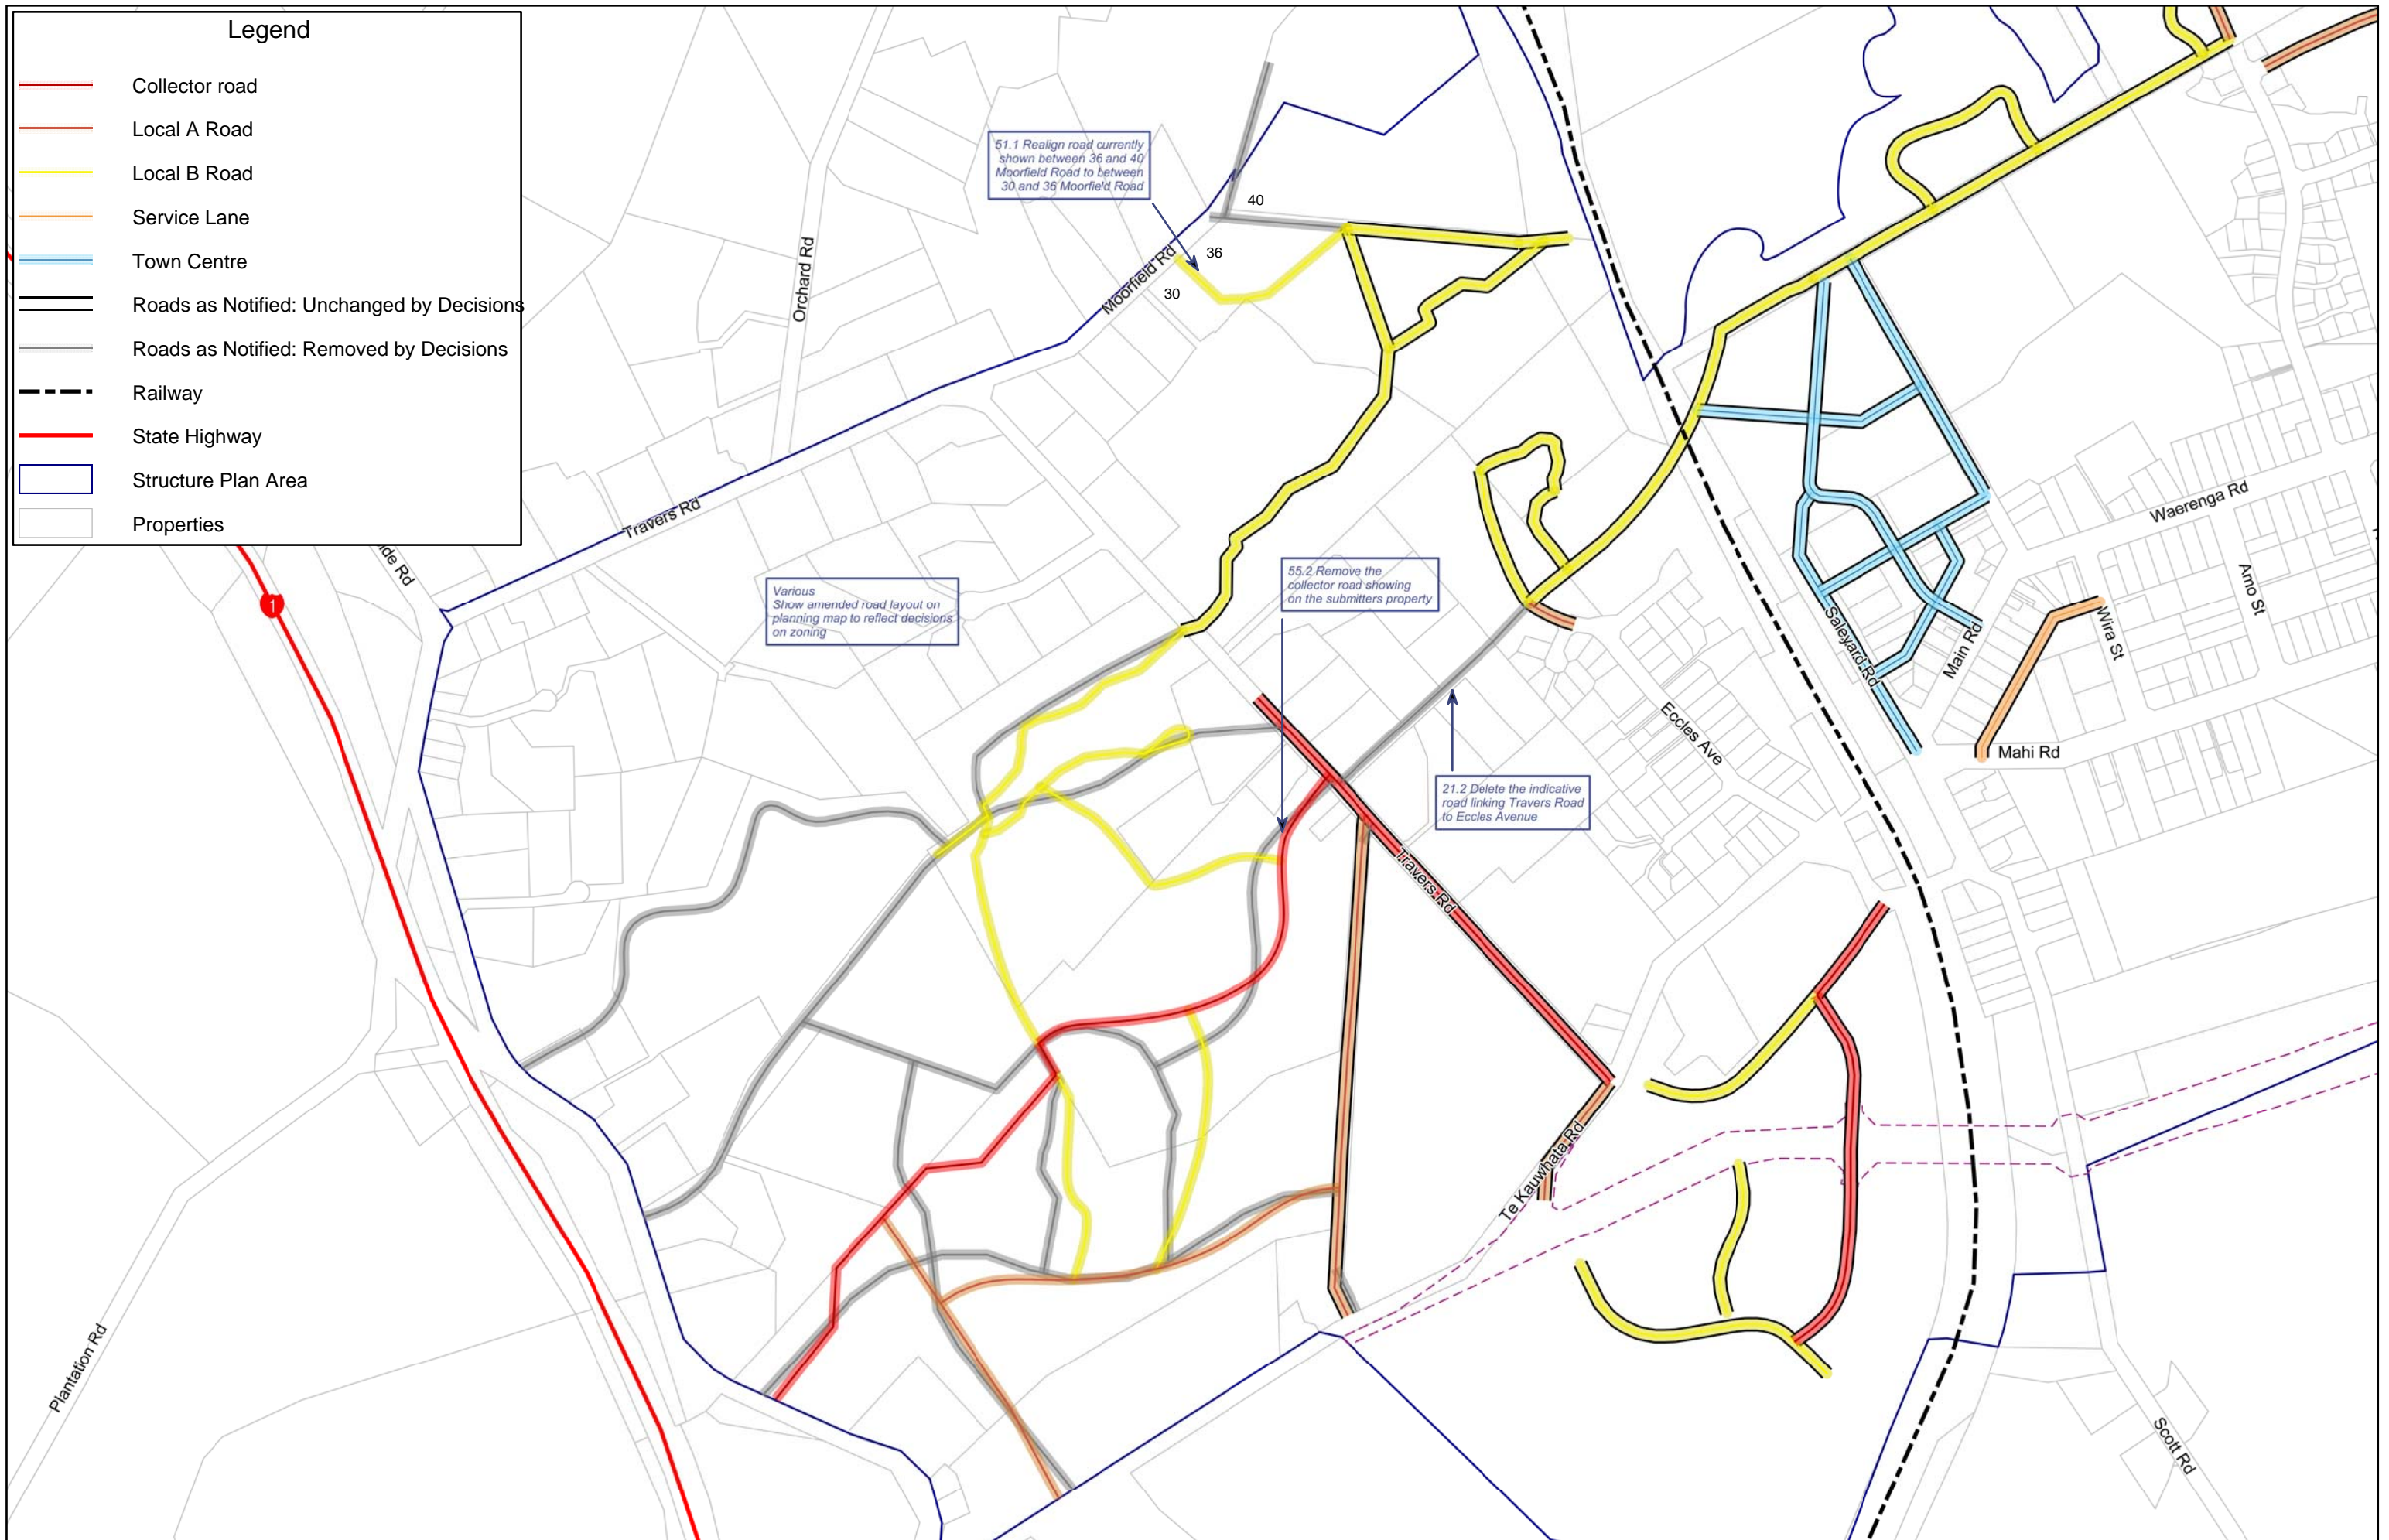 Legend
Collector road
Local A Road
Local B Road
Service Lane
Town Centre
Roads as Notified: Unchanged by Decisions
Roads as Notified: Removed by Decisions
Railway
State Highway
Structure Plan Area
Properties
51.1 Realign road currently
shown between 36 and 40
Moorfield Road to between
30 and 36 Moorfield Road
40
36
30
Moorfield Rd
Orchard Rd
Travers Rd
ide Rd
1
Various
Show amended road layout on
planning map to reflect decisions
on zoning
55.2 Remove the
collector road showing
on the submitters property
21.2 Delete the indicative
road linking Travers Road
to Eccles Avenue
Waerenga Rd
Arno St
Wira St
Saleyard Rd
Main Rd
Mahi Rd
Eccles Ave
Travers Rd
Te Kauwhata Rd
Plantation Rd
Scott Rd